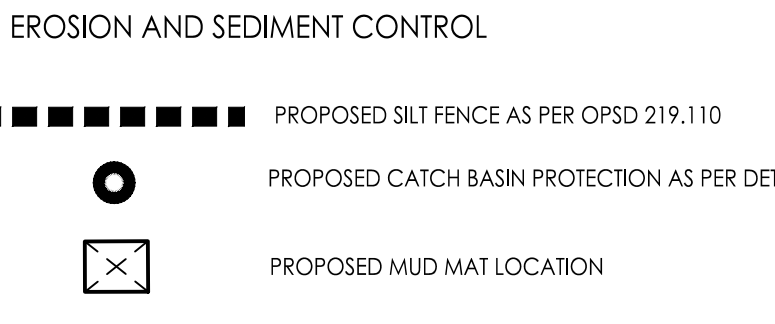 EROSION AND SEDIMENT CONTROL
PROPOSED SILT FENCE AS PER OPSD 219.110
PROPOSED CATCH BASIN PROTECTION AS PER DET
PROPOSED MUD MAT LOCATION